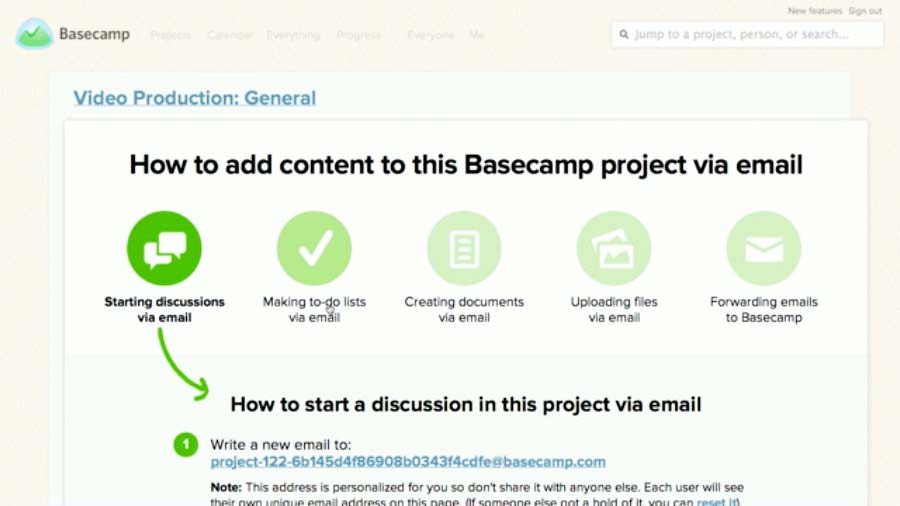 New features Sign out
Basecamp Projects Calendar Everything Progress Everyone Me
Jump to a project, person, or search...
Video Production: General
How to add content to this Basecamp project via email
Starting discussions
via email
Making to-do lists
via email
Creating documents
via email
Uploading files
via email
Forwarding emails
to Basecamp
How to start a discussion in this project via email
1 Write a new email to:
project-122-6b145d4f86908b0343f4cdfe@basecamp.com
Note: This address is personalized for you so don't share it with anyone else. Each user will see
their own unique email address on this page. (If someone else got a hold of it, you can reset it)